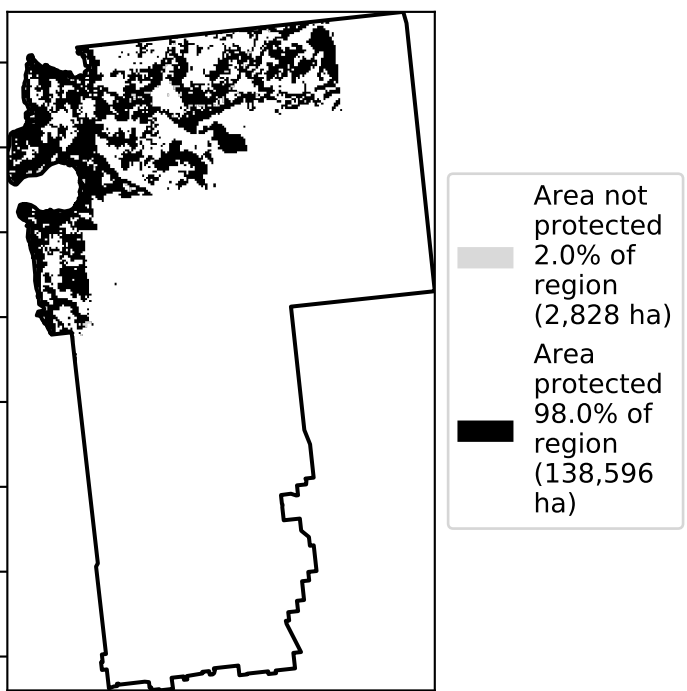 Area not
protected
2.0% of
region
(2,828 ha)
Area
protected
98.0% of
region
(138,596
ha)